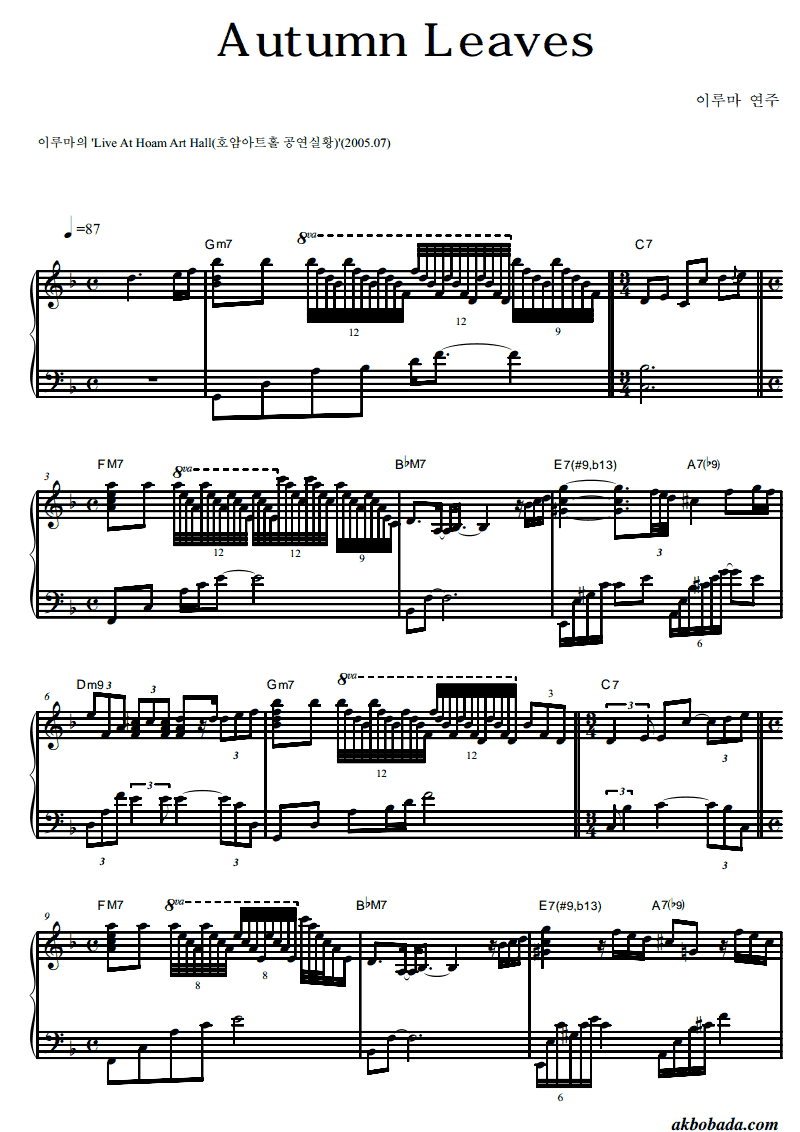 Autumn Leaves
이루마 연주
이루마의 'Live At Hoam Art Hall(호암아트홀 공연실황)'(2005.07)
=87
Gm7 8va C7
12 12 9
3 FM7 8va B♭M7 E7(#9,b13) A7(♭9)
12 12 9 3 6
6 Dm9 3 3 Gm7 8va 3 C7 3
3 3 12 12 3
3 3
3 3 3
9 FM7 8va B♭M7 E7(#9,b13) A7(♭9)
8 8
6
akbobada.com